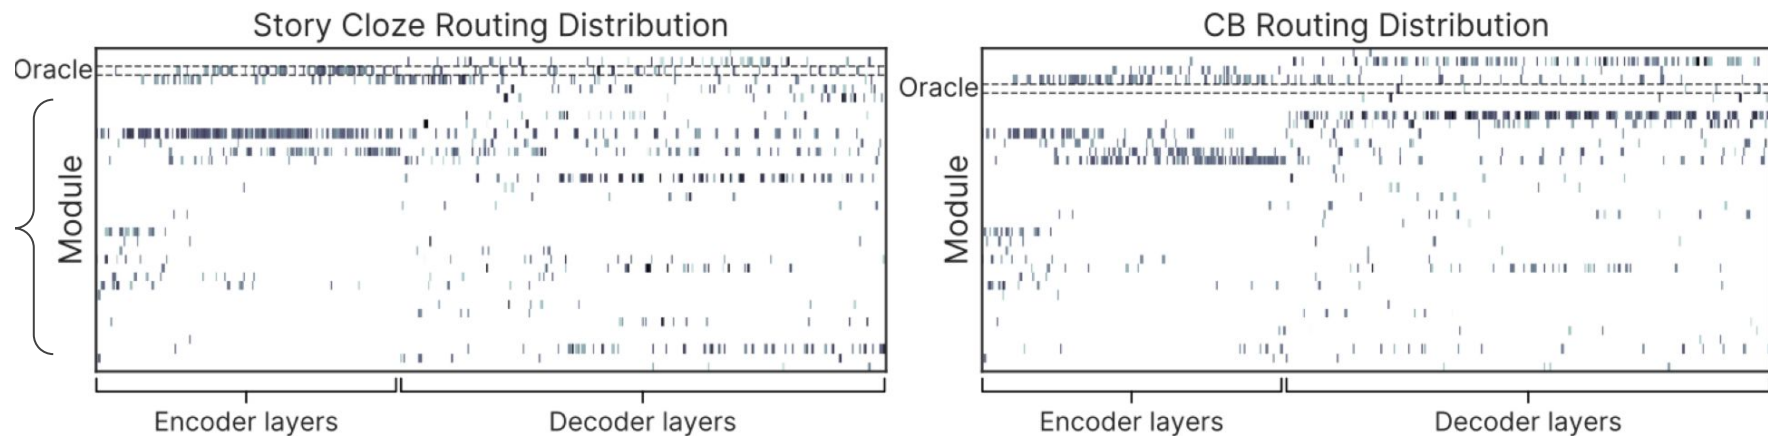 Story Cloze Routing Distribution
CB Routing Distribution
Oracle
Oracle
Module
Module
Encoder layers
Decoder layers
Encoder layers
Decoder layers